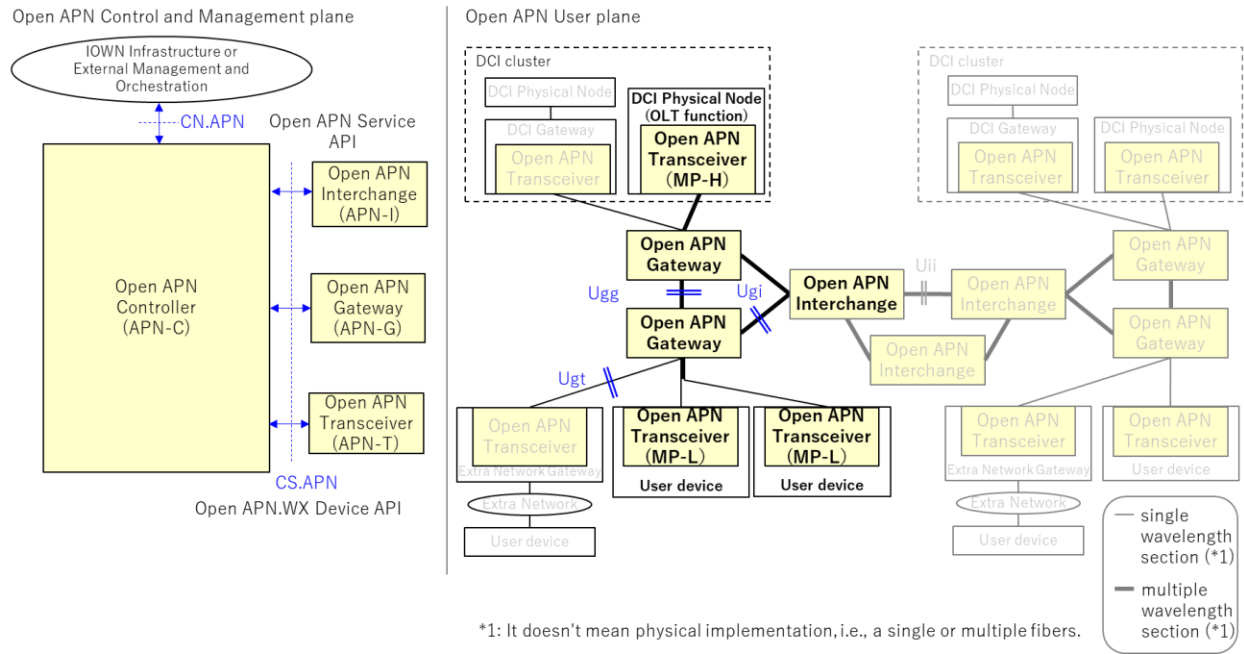 Open APN Control and Management plane
IOWN Infrastructure or
External Management and
Orchestration
CN.APN
Open APN Service
API
Open APN
Controller
(APN-C)
Open APN
Interchange
(APN-I)
Open APN
Gateway
(APN-G)
Open APN
Transceiver
(APN-T)
CS.APN
Open APN.WX Device API
Open APN User plane
DCI cluster
DCI Physical Node
DCI Gateway
Open APN
Transceiver
DCI Physical Node
(OLT function)
Open APN
Transceiver
(MP-H)
Open APN
Gateway
Ugg
Ugi
Open APN
Gateway
Open APN
Interchange
Uii
Open APN
Interchange
Open APN
Interchange
Ugt
Open APN
Transceiver
Extra Network Gateway
Extra Network
User device
Open APN
Transceiver
(MP-L)
User device
Open APN
Transceiver
(MP-L)
User device
DCI cluster
DCI Physical Node
DCI Gateway
Open APN
Transceiver
DCI Physical Node
Open APN
Transceiver
Open APN
Gateway
Open APN
Gateway
Open APN
Transceiver
Extra Network Gateway
Extra Network
User device
Open APN
Transceiver
User device
single
wavelength
section (*1)
multiple
wavelength
section (*1)
*1: It doesn't mean physical implementation, i.e., a single or multiple fibers.